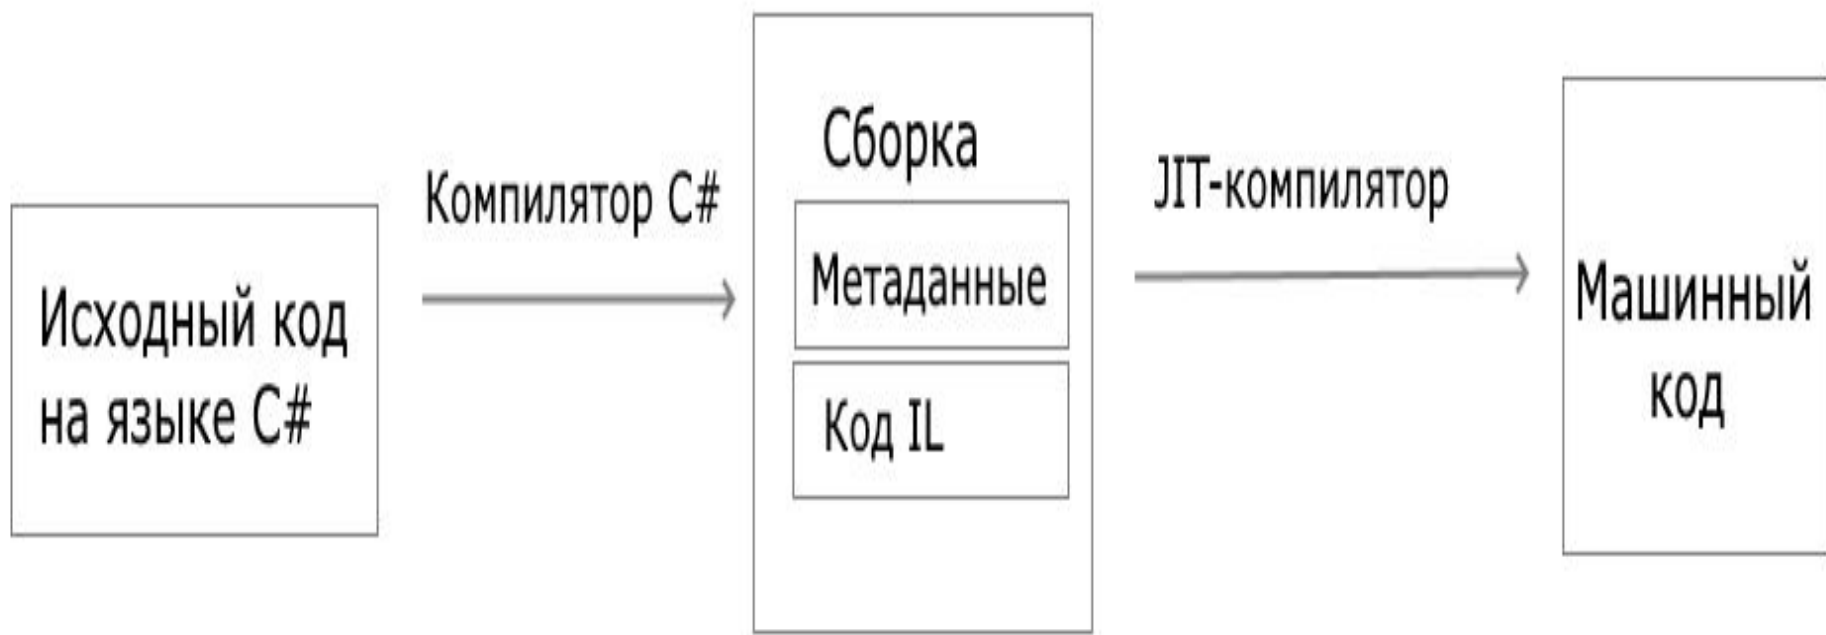 Исходный код
на языке C#
Компилятор C#
Сборка
Метаданные
Код IL
JIT-компилятор
Машинный
код